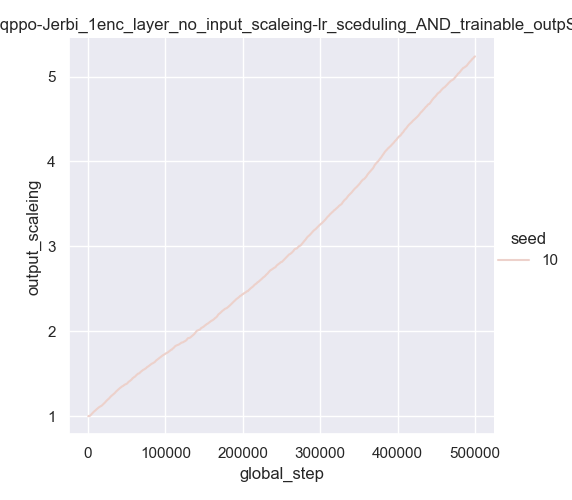 qppo-Jerbi_1enc_layer_no_input_scaleing-lr_sceduling_AND_trainable_outpS
5
4
3
2
1
output_scaleing
0 100000 200000 300000 400000 500000
global_step
seed
10